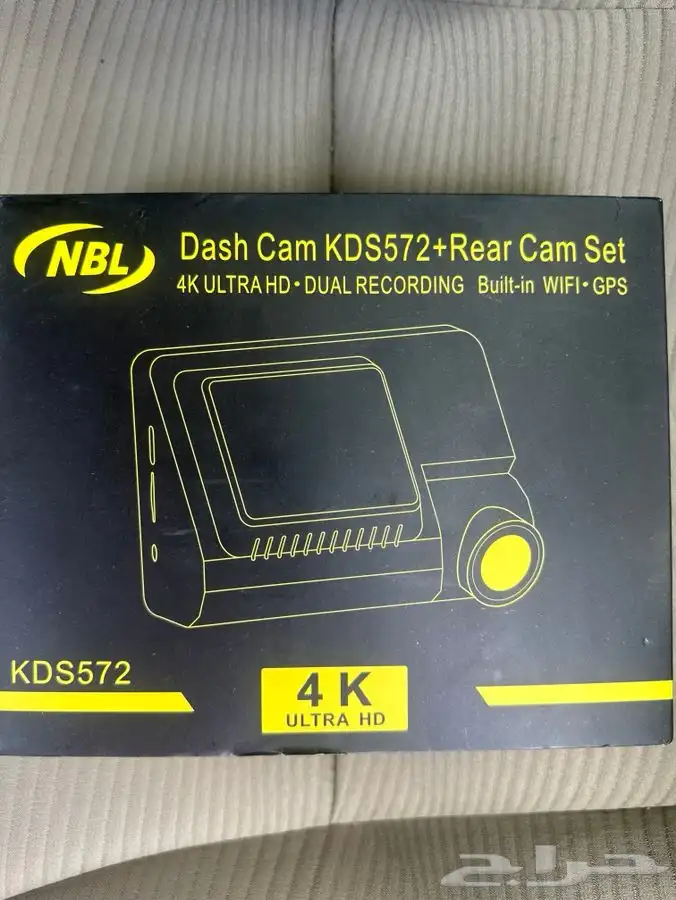 NBL
Dash Cam KDS572+Rear Cam Set
4K ULTRA HD • DUAL RECORDING Built-in WIFI • GPS
KDS572
4K
ULTRA HD
حراج